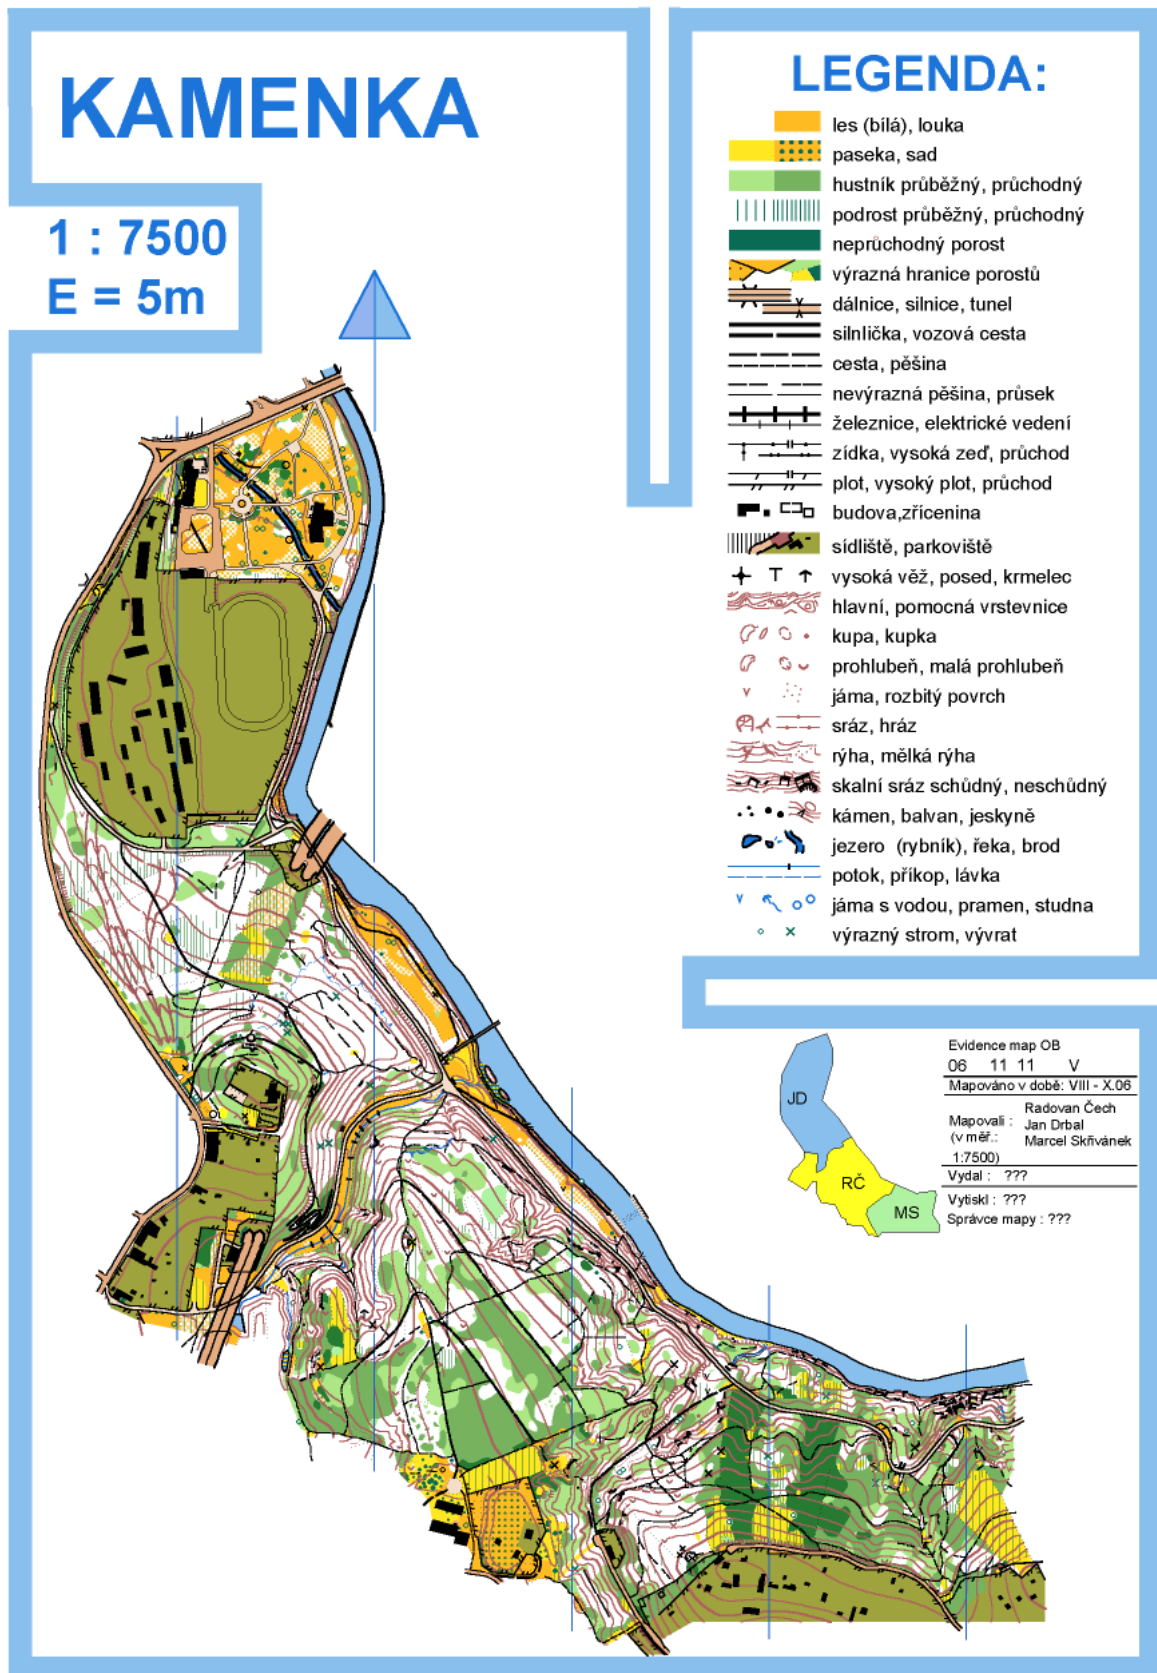 KAMENKA
1 : 7500
E = 5m
LEGENDA:
les (bílá), louka
paseka, sad
hustník průběžný, průchodný
podrost průběžný, průchodný
neprůchodný porost
výrazná hranice porostů
dálnice, silnice, tunel
silnlička, vozová cesta
cesta, pěšina
nevýrazná pěšina, průsek
železnice, elektrické vedení
zídka, vysoká zeď, průchod
plot, vysoký plot, průchod
budova,zřícenina
sídliště, parkoviště
vysoká věž, posed, krmelec
hlavní, pomocná vrstevnice
kupa, kupka
prohlubeň, malá prohlubeň
jáma, rozbitý povrch
sráz, hráz
rýha, mělká rýha
skalní sráz schůdný, neschůdný
kámen, balvan, jeskyně
jezero (rybník), řeka, brod
potok, příkop, lávka
jáma s vodou, pramen, studna
výrazný strom, vývrat
JD
RČ
MS
Evidence map OB
06 11 11 V
Mapováno v době: VIII - X.06
Mapovali : Radovan Čech
(v měř.: Jan Drbal
1:7500) Marcel Skřivánek
Vydal : ???
Vytiskl : ???
Správce mapy : ???